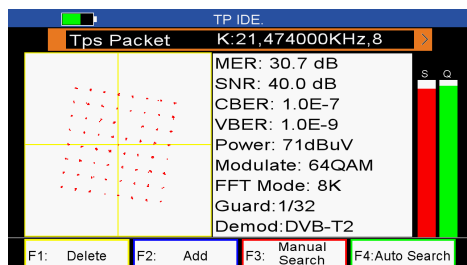 TP IDE.
Tps Packet K:21,474000KHz,8 >
MER: 30.7 dB
SNR: 40.0 dB
CBER: 1.0E-7
VBER: 1.0E-9
Power: 71dBuV
Modulate: 64QAM
FFT Mode: 8K
Guard:1/32
Demod:DVB-T2
S Q
F1: Delete F2: Add F3: Manual Search F4:Auto Search